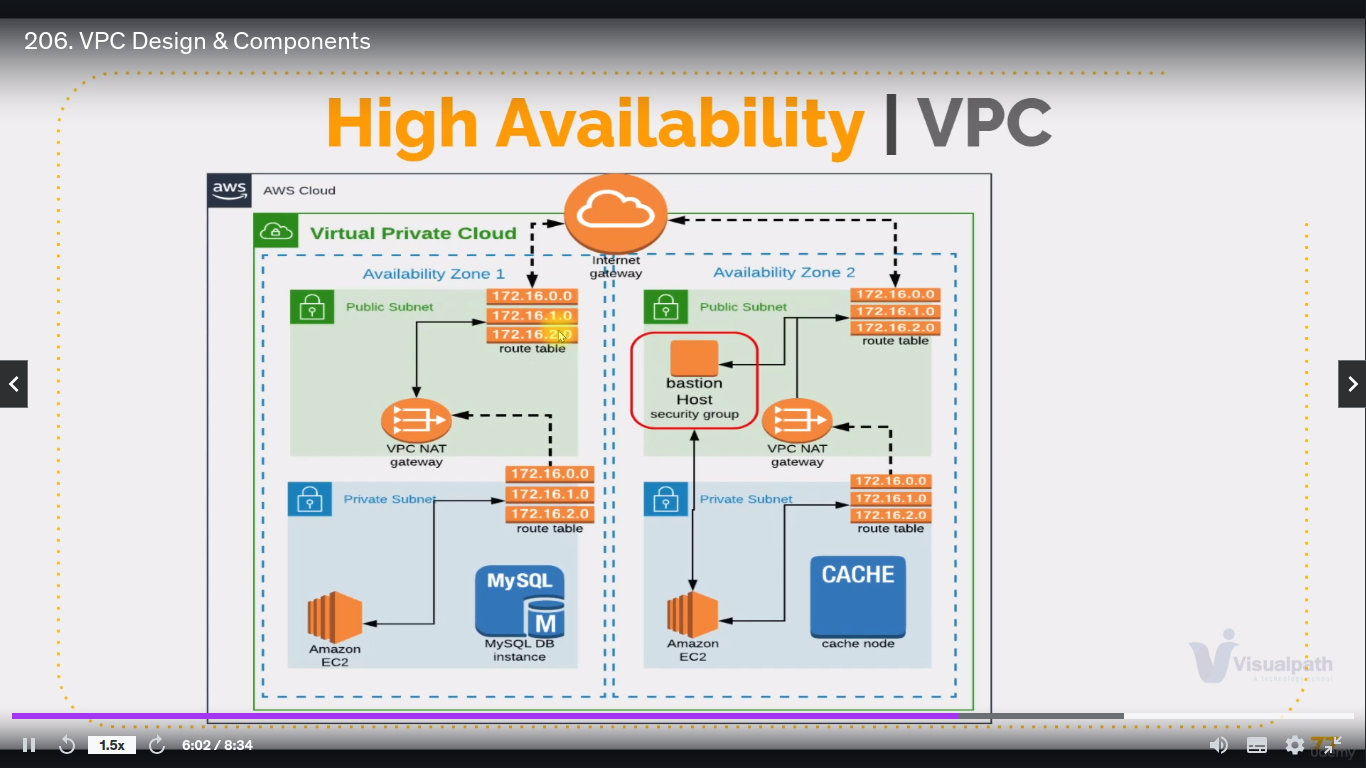 206. VPC Design & Components
High Availability | VPC
aws
AWS Cloud
Virtual Private Cloud
Internet
gateway
Availability Zone 1
Public Subnet
172.16.0.0
172.16.1.0
172.16.2.0
route table
VPC NAT
gateway
Private Subnet
172.16.0.0
172.16.1.0
172.16.2.0
route table
Amazon
EC2
MySQL
M
MySQL DB
instance
Availability Zone 2
Public Subnet
172.16.0.0
172.16.1.0
172.16.2.0
route table
bastion
Host
security group
VPC NAT
gateway
Private Subnet
172.16.0.0
172.16.1.0
172.16.2.0
route table
Amazon
EC2
CACHE
cache node
Visualpath
1.5x
6:02 / 8:34
udemy